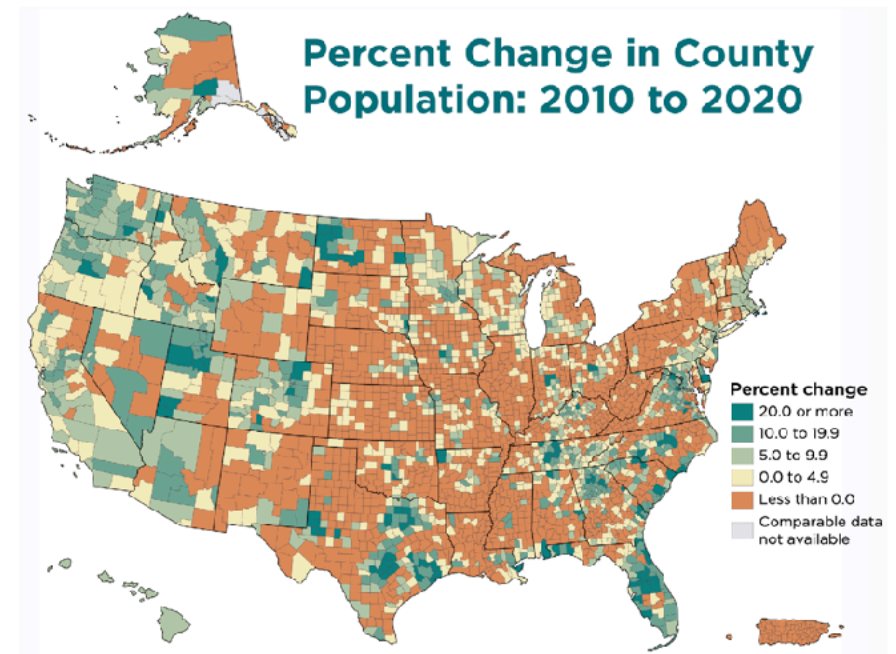 Percent Change in County
Population: 2010 to 2020
Percent change
20.0 or more
10.0 to 19.9
5.0 to 9.9
0.0 to 4.9
Less than 0.0
Comparable data
not available